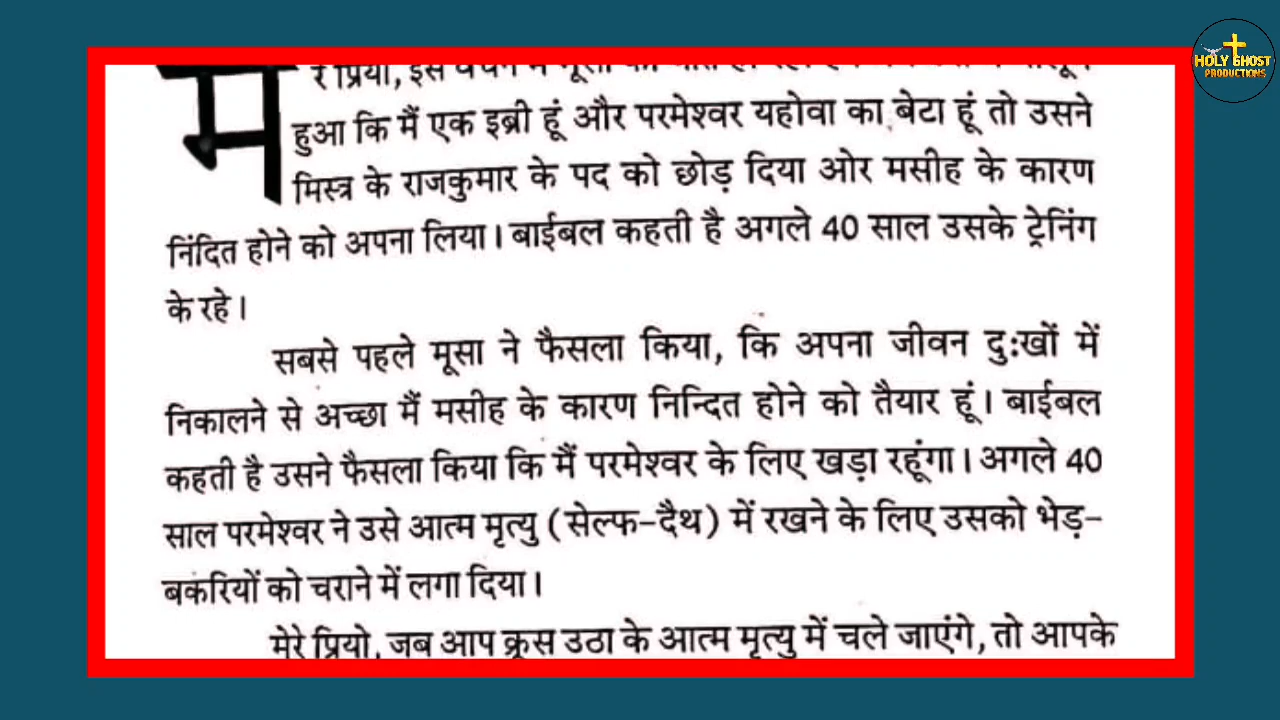 मेरे प्रियो, इस वचन में मूसा
हुआ कि मैं एक इब्री हूं और परमेश्वर यहोवा का बेटा हूं तो उसने
मिस्त्र के राजकुमार के पद को छोड़ दिया ओर मसीह के कारण
निंदित होने को अपना लिया। बाईबल कहती है अगले 40 साल उसके ट्रेनिंग
के रहे।
सबसे पहले मूसा ने फैसला किया, कि अपना जीवन दुःखों में
निकालने से अच्छा मैं मसीह के कारण निन्दित होने को तैयार हूं। बाईबल
कहती है उसने फैसला किया कि मैं परमेश्वर के लिए खड़ा रहूंगा। अगले 40
साल परमेश्वर ने उसे आत्म मृत्यु (सेल्फ-दैथ) में रखने के लिए उसको भेड़-
बकरियों को चराने में लगा दिया।
मेरे प्रियो, जब आप क्रूस उठा के आत्म मृत्यु में चले जाएंगे, तो आपके
HOLY GHOST
PRODUCTIONS